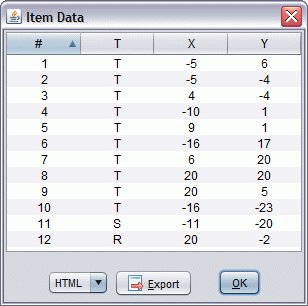 Item Data
# T X Y
1 T -5 6
2 T -5 -4
3 T 4 -4
4 T -10 1
5 T 9 1
6 T -16 17
7 T 6 20
8 T 20 20
9 T 20 5
10 T -16 -23
11 S -11 -20
12 R 20 -2
HTML Export OK